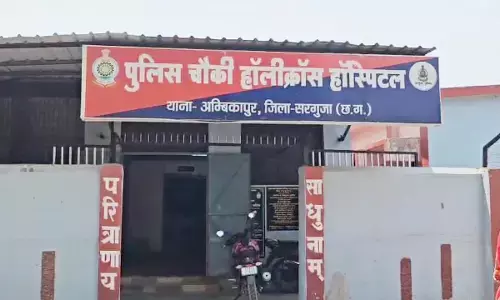 पुलिस चौकी हॉलीक्रॉस हॉस्पिटल
थाना- अम्बिकापुर, जिला-सरगुजा (छ.ग.)
परित्राणाय
साधुनाम्